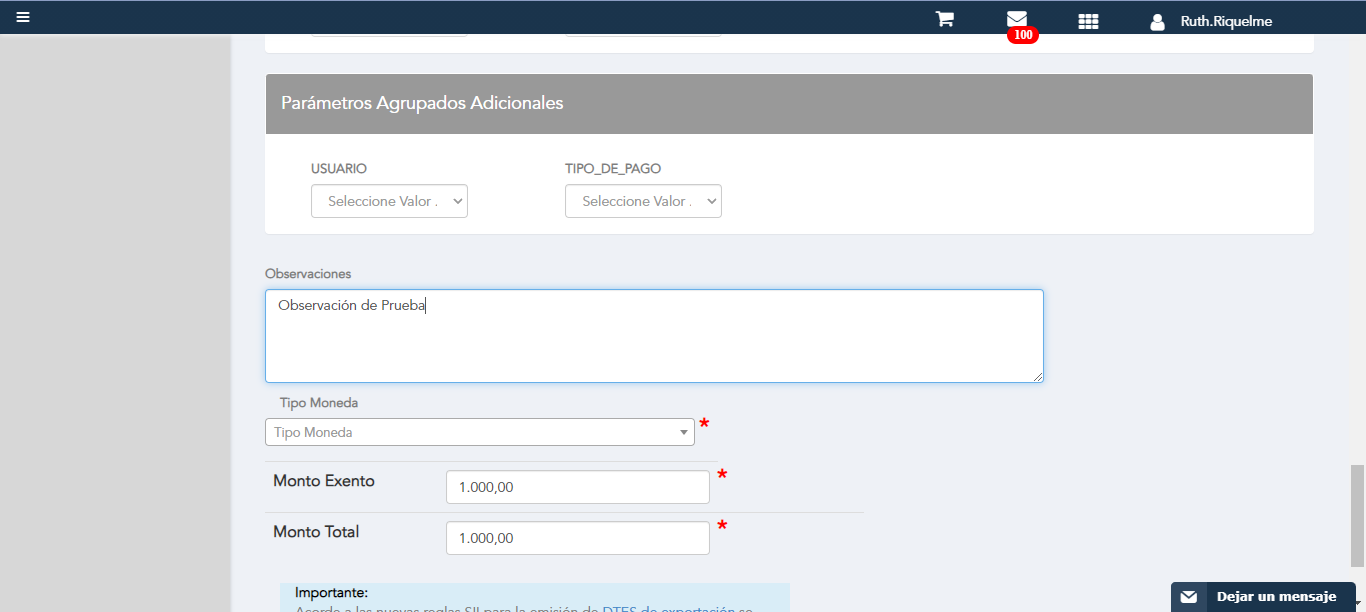 Ruth.Riquelme
100
Parámetros Agrupados Adicionales
USUARIO TIPO_DE_PAGO
Seleccione Valor . Seleccione Valor .
Observaciones
Observación de Prueba
Tipo Moneda
Tipo Moneda *
Monto Exento 1.000,00 *
Monto Total 1.000,00 *
Importante:
Acorde a las nuevas reglas SII para la emisión de DTES de exportación se
Dejar un mensaje